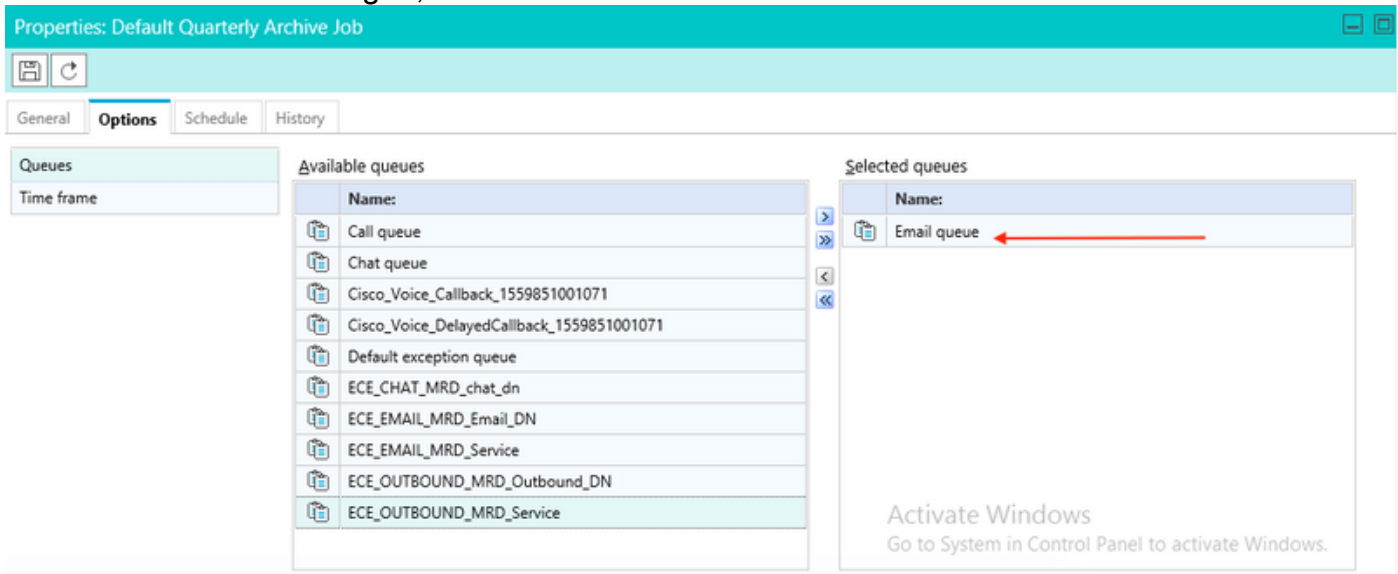 Properties: Default Quarterly Archive Job
General Options Schedule History
Queues
Time frame
Available queues
Name:
Call queue
Chat queue
Cisco_Voice_Callback_1559851001071
Cisco_Voice_DelayedCallback_1559851001071
Default exception queue
ECE_CHAT_MRD_chat_dn
ECE_EMAIL_MRD_Email_DN
ECE_EMAIL_MRD_Service
ECE_OUTBOUND_MRD_Outbound_DN
ECE_OUTBOUND_MRD_Service
Selected queues
Name:
Email queue
Activate Windows
Go to System in Control Panel to activate Windows.